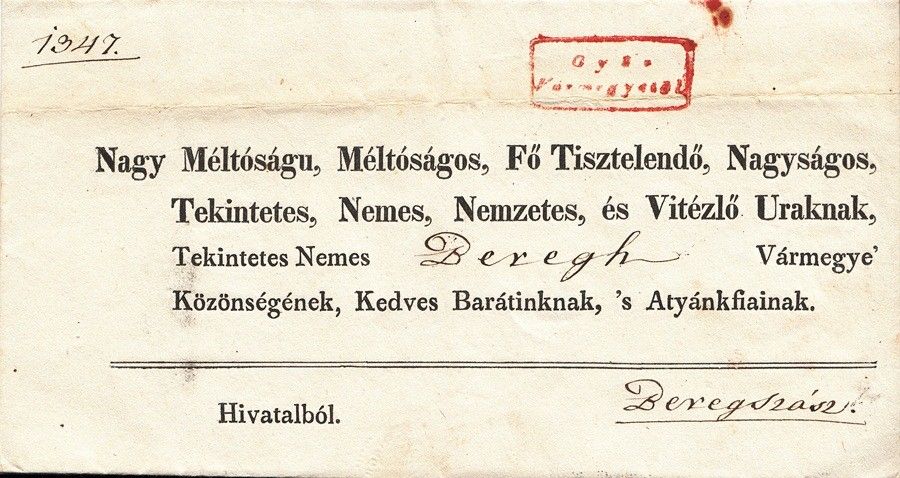 1347.
Győr
Vármegyétől
Nagy Méltóságu, Méltóságos, Fő Tisztelendő, Nagyságos,
Tekintetes, Nemes, Nemzetes, és Vitézlő Uraknak,
Tekintetes Nemes Beregh Vármegye’
Közönségének, Kedves Barátinknak, ’s Atyánkfiainak.
Hivatalból.
Beregszász.